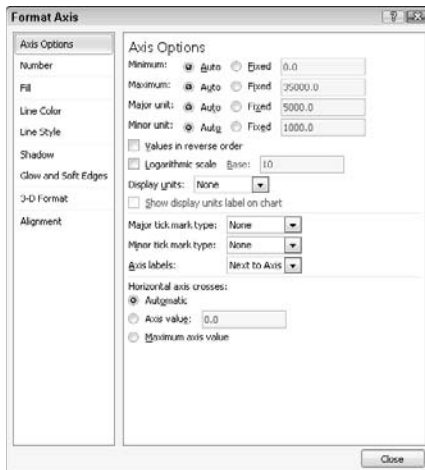 Format Axis
Axis Options
Number
Fill
Line Color
Line Style
Shadow
Glow and Soft Edges
3-D Format
Alignment
Axis Options
Minimum: Auto Fixed 0.0
Maximum: Auto Fixed 35000.0
Major unit: Auto Fixed 5000.0
Minor unit: Auto Fixed 1000.0
Values in reverse order
Logarithmic scale Base: 10
Display units: None
Show display units label on chart
Major tick mark type: None
Minor tick mark type: None
Axis labels: Next to Axis
Horizontal axis crosses:
Automatic
Axis value: 0.0
Maximum axis value
Close